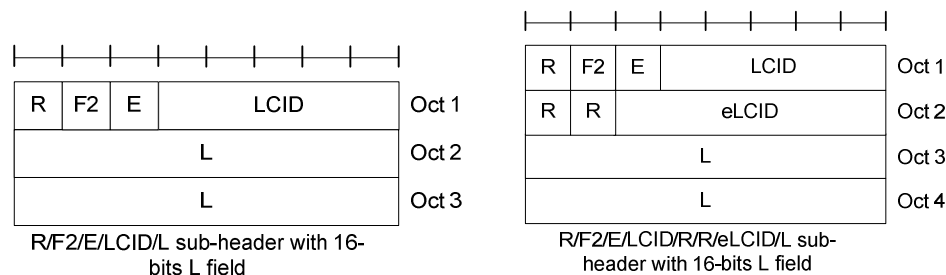 R F2 E LCID Oct 1
L Oct 2
L Oct 3
R/F2/E/LCID/L sub-header with 16-
bits L field
R F2 E LCID Oct 1
R R eLCID Oct 2
L Oct 3
L Oct 4
R/F2/E/LCID/R/R/eLCID/L sub-
header with 16-bits L field